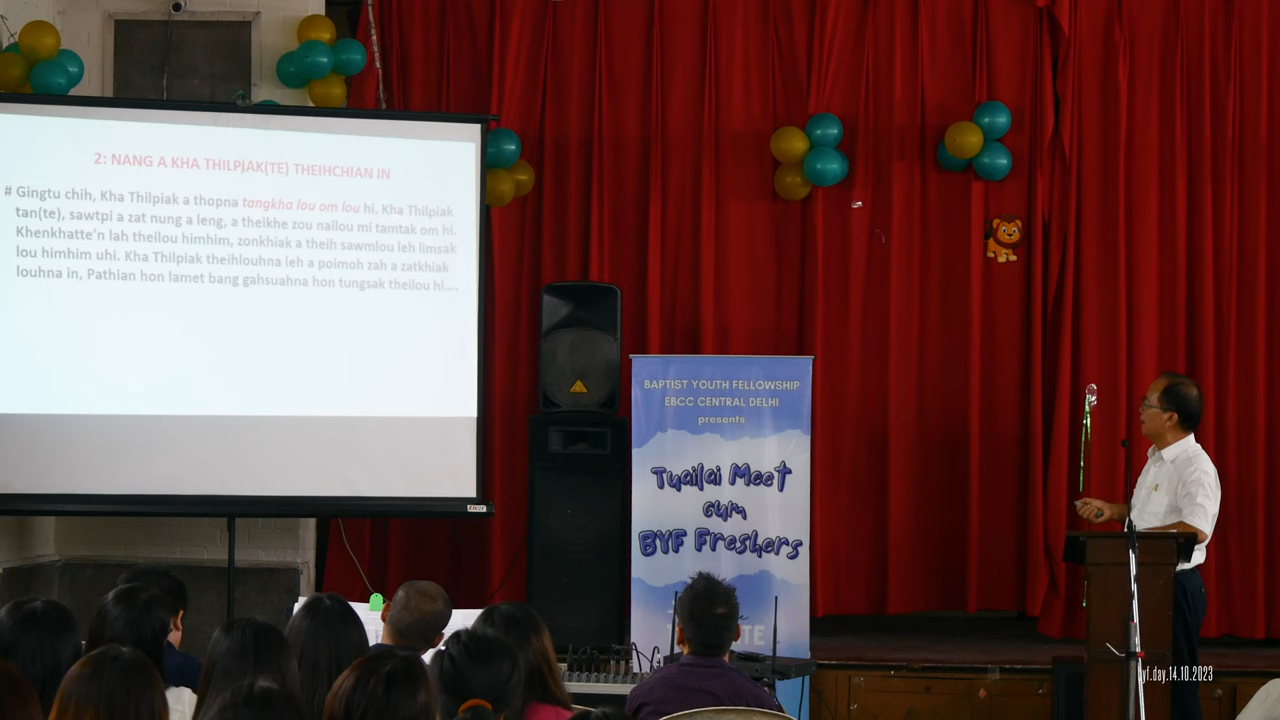 2: NANG A KHA THILPIAK(TE) THEIHCHIAN IN
# Gingtu chih, Kha Thilpiak a thopna tangkha lou om lou hi. Kha Thilpiak
tan(te), sawtpi a zat nung a leng, a theikhe zou nailou mi tamtak om hi.
Khenkhatte’n lah theilou himhim, zonkhiak a theih sawmlou leh limsak
lou himhim uhi. Kha Thilpiak theihlouhna leh a poimoh zah a zatkhiak
louhna in, Pathian hon lamet bang gahsuahna hon tungsak theilou hi....
BAPTIST YOUTH FELLOWSHIP
EBCC CENTRAL DELHI
presents
Tuailai Meet
cum
BYF Freshers
byf.day.14.10.2023